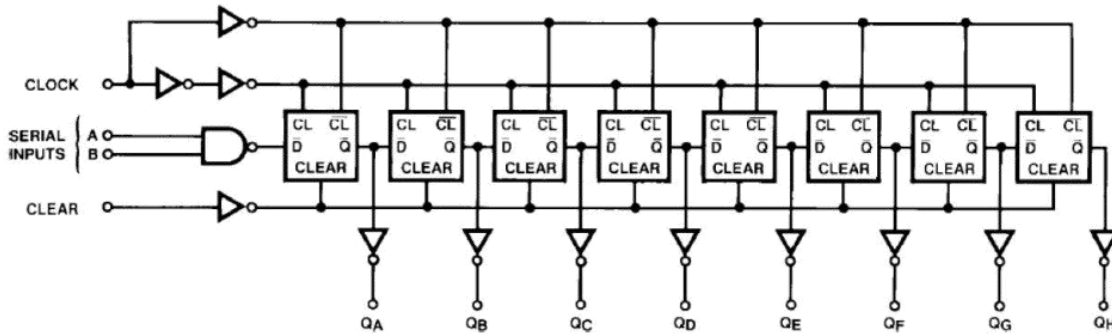 CLOCK
CL C̅L̅ CL C̅L̅ CL C̅L̅ CL C̅L̅ CL C̅L̅ CL C̅L̅ CL C̅L̅ CL C̅L̅
SERIAL INPUTS { A B
D̅ Q̅ D̅ Q̅ D̅ Q̅ D̅ Q̅ D̅ Q̅ D̅ Q̅ D̅ Q̅ D̅ Q̅
CLEAR CLEAR CLEAR CLEAR CLEAR CLEAR CLEAR CLEAR
CLEAR
QA QB QC QD QE QF QG QH